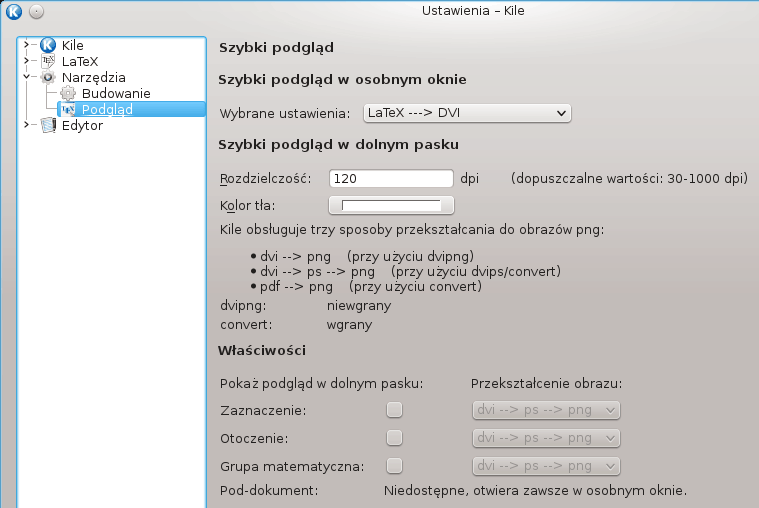 Ustawienia – Kile
Kile
LaTeX
Narzędzia
Budowanie
Podgląd
Edytor
Szybki podgląd
Szybki podgląd w osobnym oknie
Wybrane ustawienia: LaTeX ---> DVI
Szybki podgląd w dolnym pasku
Rozdzielczość: 120 dpi (dopuszczalne wartości: 30-1000 dpi)
Kolor tła:
Kile obsługuje trzy sposoby przekształcania do obrazów png:
• dvi --> png (przy użyciu dvipng)
• dvi --> ps --> png (przy użyciu dvips/convert)
• pdf --> png (przy użyciu convert)
dvipng: niewgrany
convert: wgrany
Właściwości
Pokaż podgląd w dolnym pasku: Przekształcenie obrazu:
Zaznaczenie: dvi --> ps --> png
Otoczenie: dvi --> ps --> png
Grupa matematyczna: dvi --> ps --> png
Pod-dokument: Niedostępne, otwiera zawsze w osobnym oknie.